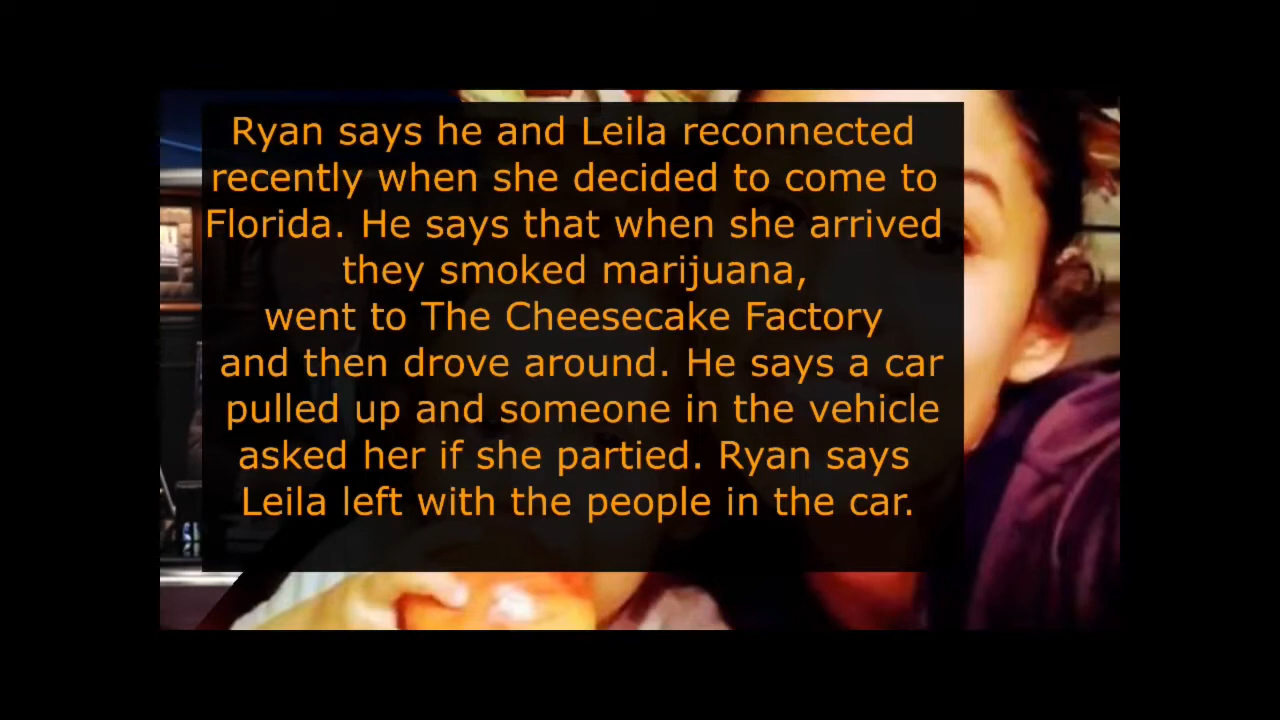 Ryan says he and Leila reconnected
recently when she decided to come to
Florida. He says that when she arrived
they smoked marijuana,
went to The Cheesecake Factory
and then drove around. He says a car
pulled up and someone in the vehicle
asked her if she partied. Ryan says
Leila left with the people in the car.